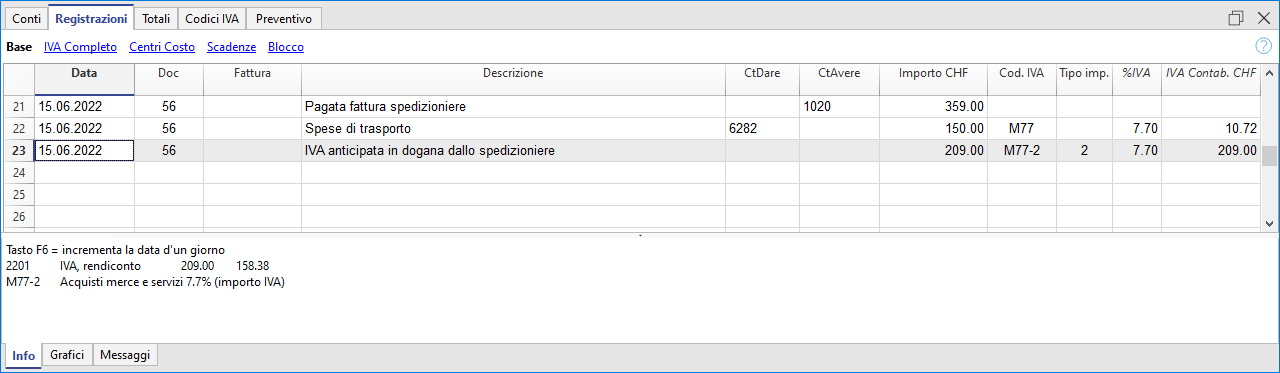 Conti Registrazioni Totali Codici IVA Preventivo
Base IVA Completo Centri Costo Scadenze Blocco ?
Data Doc Fattura Descrizione CtDare CtAvere Importo CHF Cod. IVA Tipo imp. %IVA IVA Contab. CHF
21 15.06.2022 56 Pagata fattura spedizioniere 1020 359.00
22 15.06.2022 56 Spese di trasporto 6282 150.00 M77 7.70 10.72
23 15.06.2022 56 IVA anticipata in dogana dallo spedizioniere 209.00 M77-2 2 7.70 209.00
24
25
26
Tasto F6 = incrementa la data d'un giorno
2201 IVA, rendiconto 209.00 158.38
M77-2 Acquisti merce e servizi 7.7% (importo IVA)
Info Grafici Messaggi